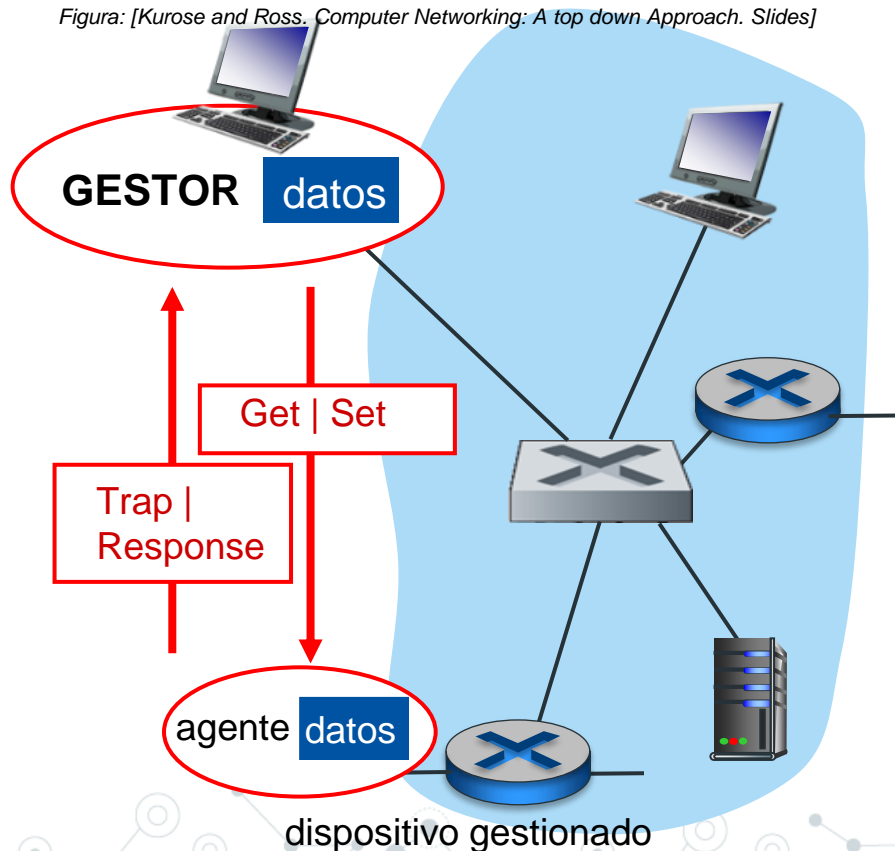 Figura: [Kurose and Ross. Computer Networking: A top down Approach. Slides]
GESTOR datos
Get | Set
Trap |
Response
agente datos
dispositivo gestionado